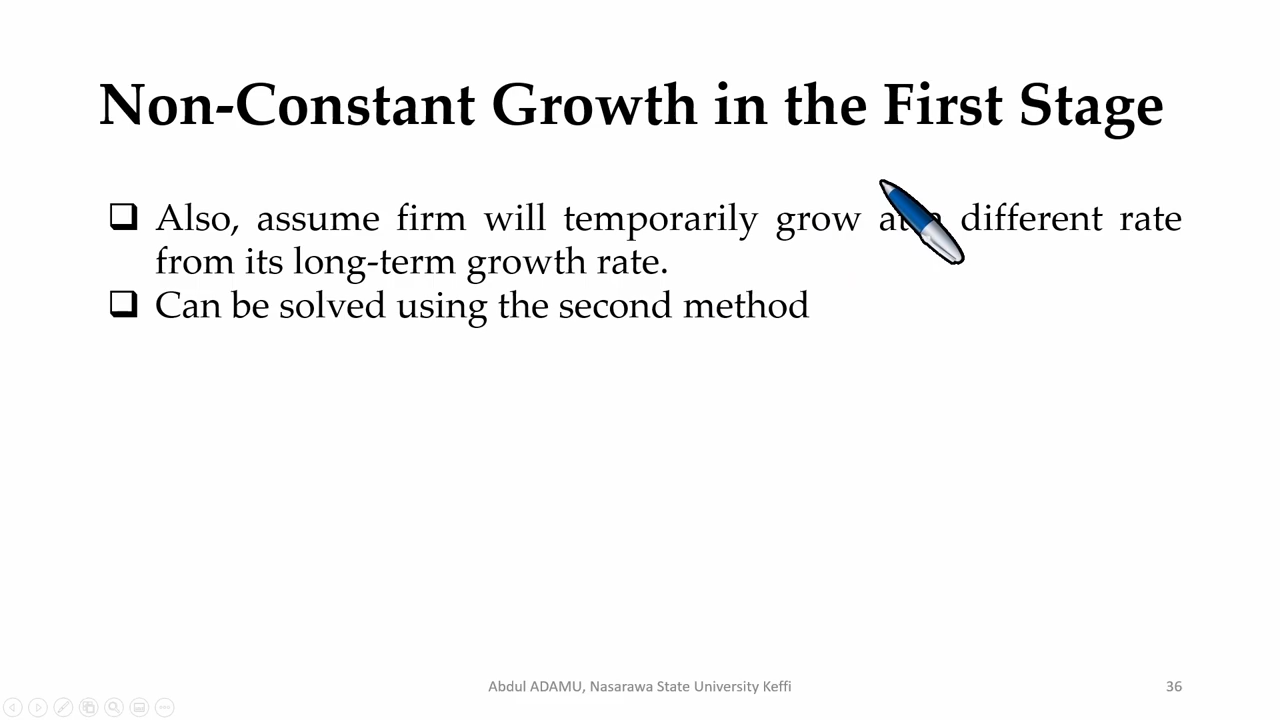 Non-Constant Growth in the First Stage
Also, assume firm will temporarily grow at a different rate
from its long-term growth rate.
Can be solved using the second method
Abdul ADAMU, Nasarawa State University Keffi
36